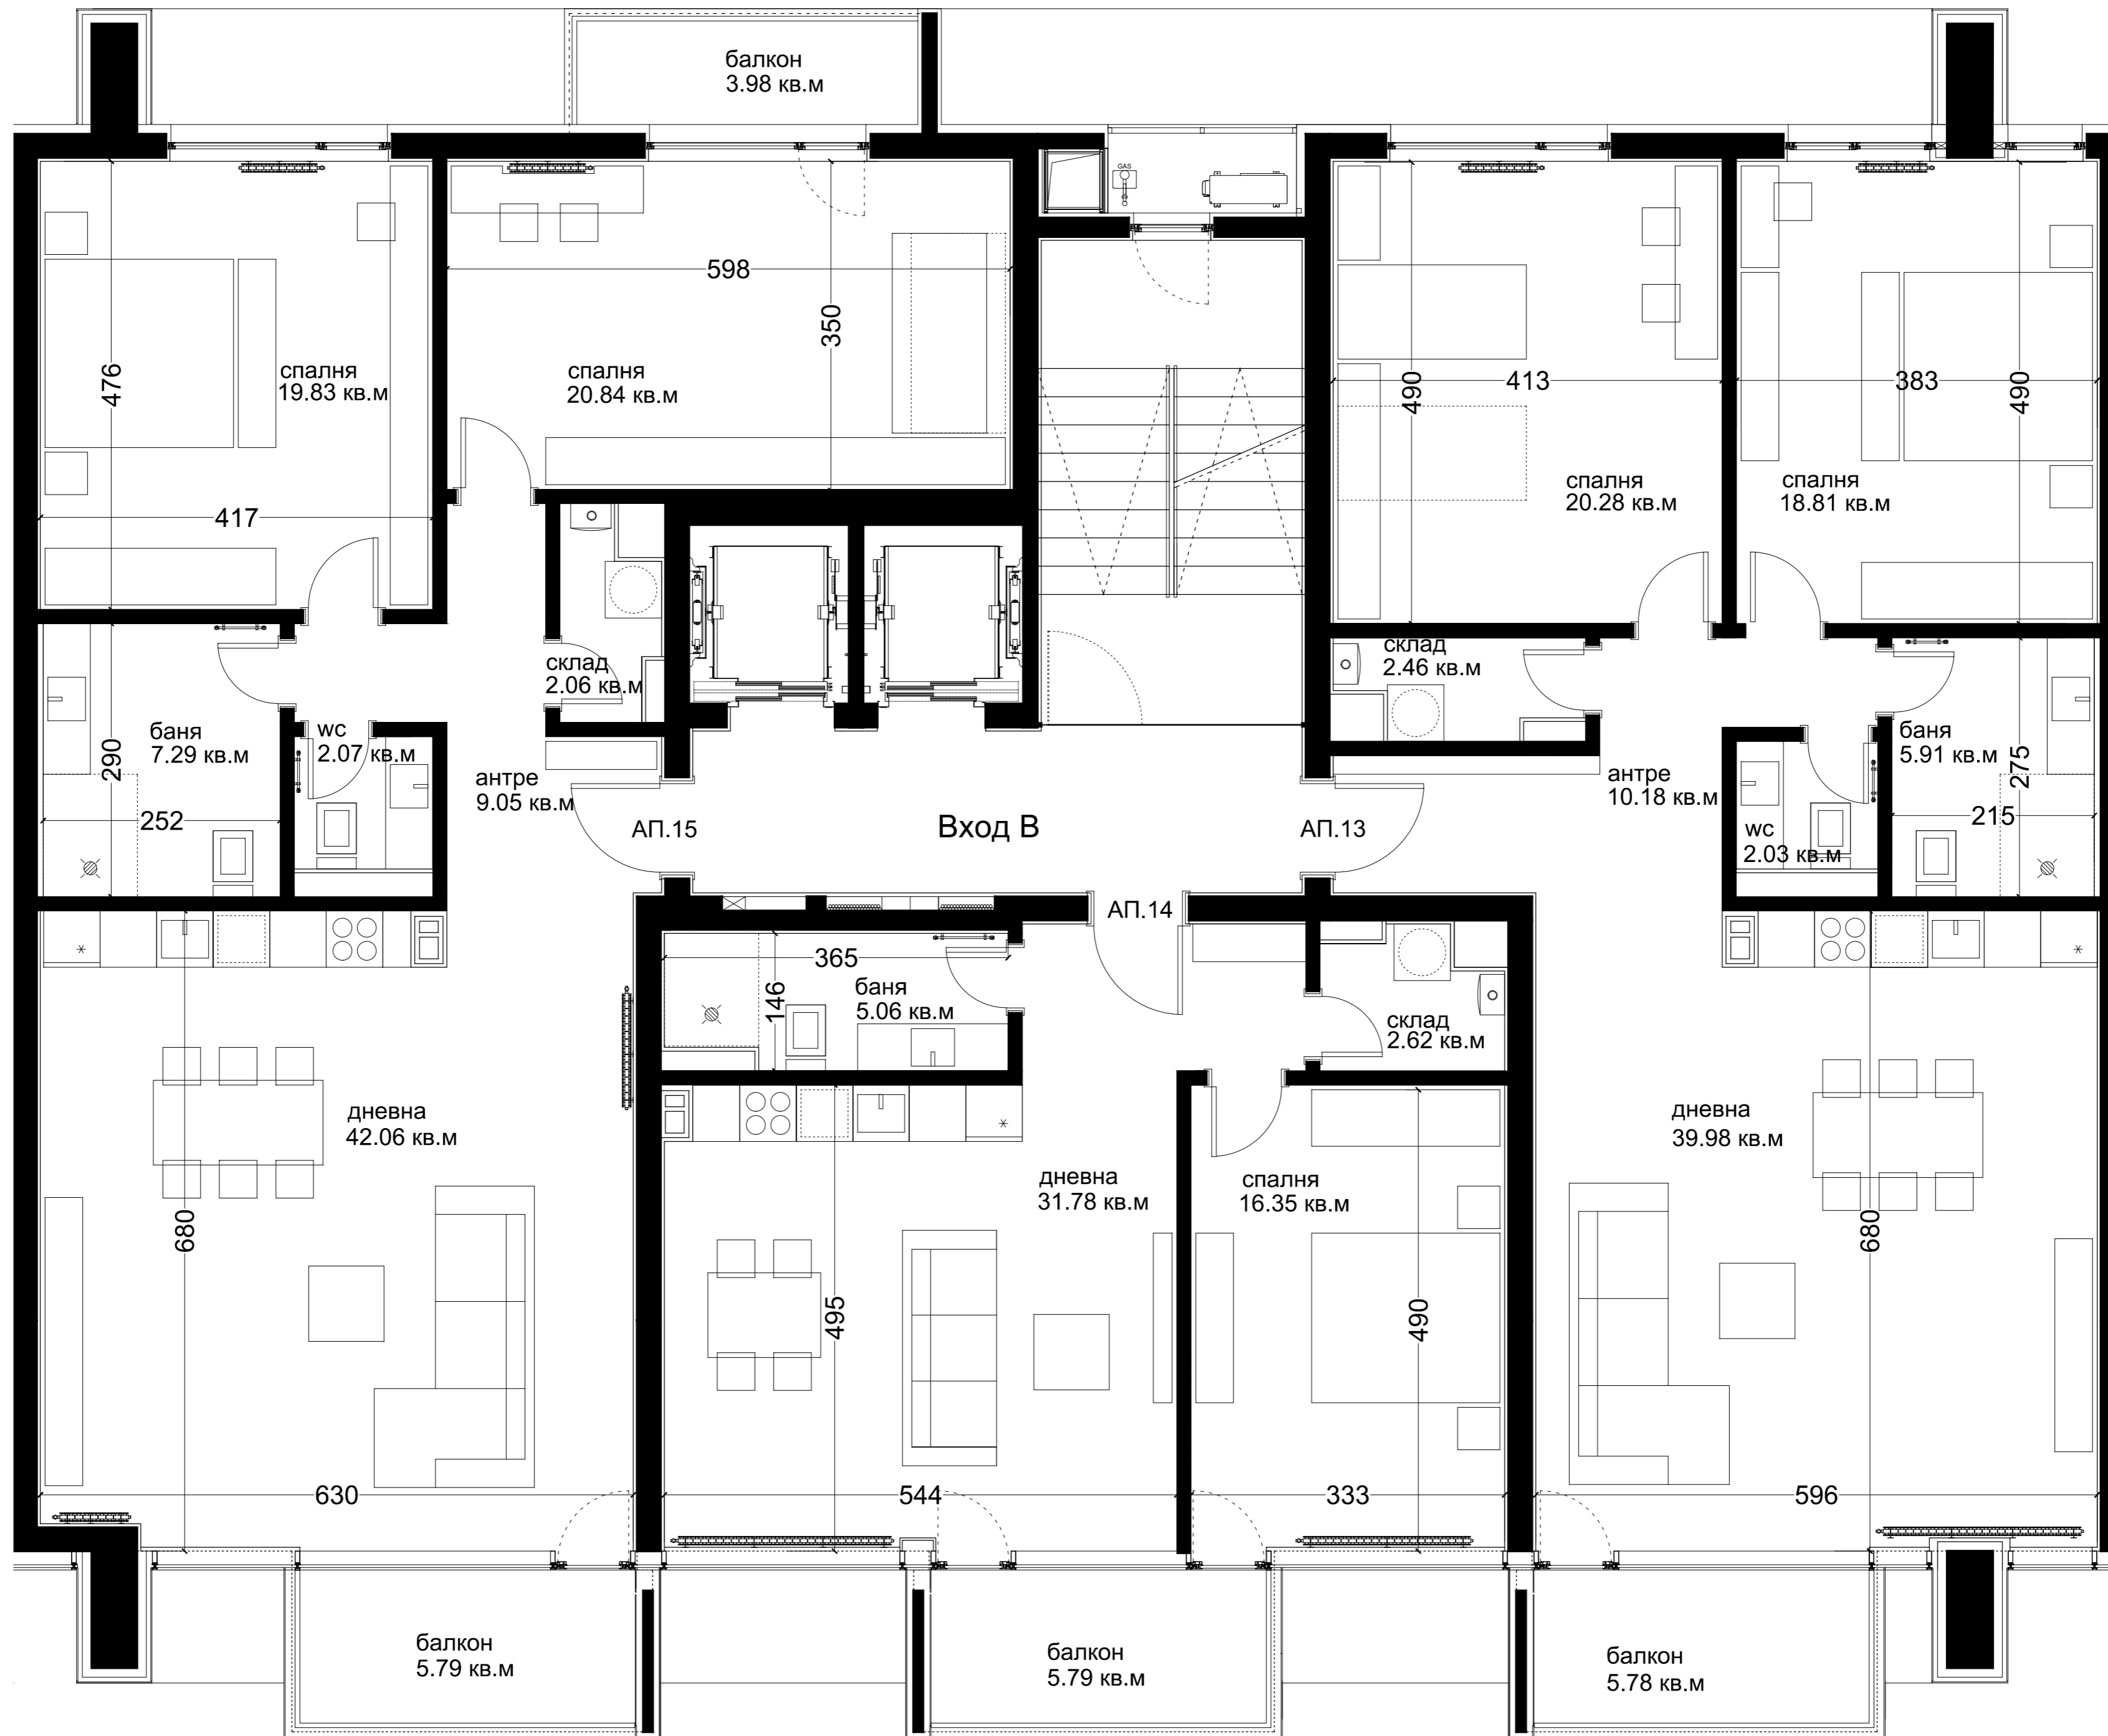 балкон
3.98 кв.м
GAS
598
350
476
спалня
19.83 кв.м
спалня
20.84 кв.м
417
490
413
383
490
спалня
20.28 кв.м
спалня
18.81 кв.м
склад
2.06 кв.м
склад
2.46 кв.м
баня
7.29 кв.м
290
252
wc
2.07 кв.м
антре
9.05 кв.м
АП.15
Вход В
АП.13
антре
10.18 кв.м
баня
5.91 кв.м
275
215
wc
2.03 кв.м
АП.14
365
146
баня
5.06 кв.м
склад
2.62 кв.м
дневна
42.06 кв.м
680
630
дневна
31.78 кв.м
495
544
спалня
16.35 кв.м
490
333
дневна
39.98 кв.м
680
596
балкон
5.79 кв.м
балкон
5.79 кв.м
балкон
5.78 кв.м